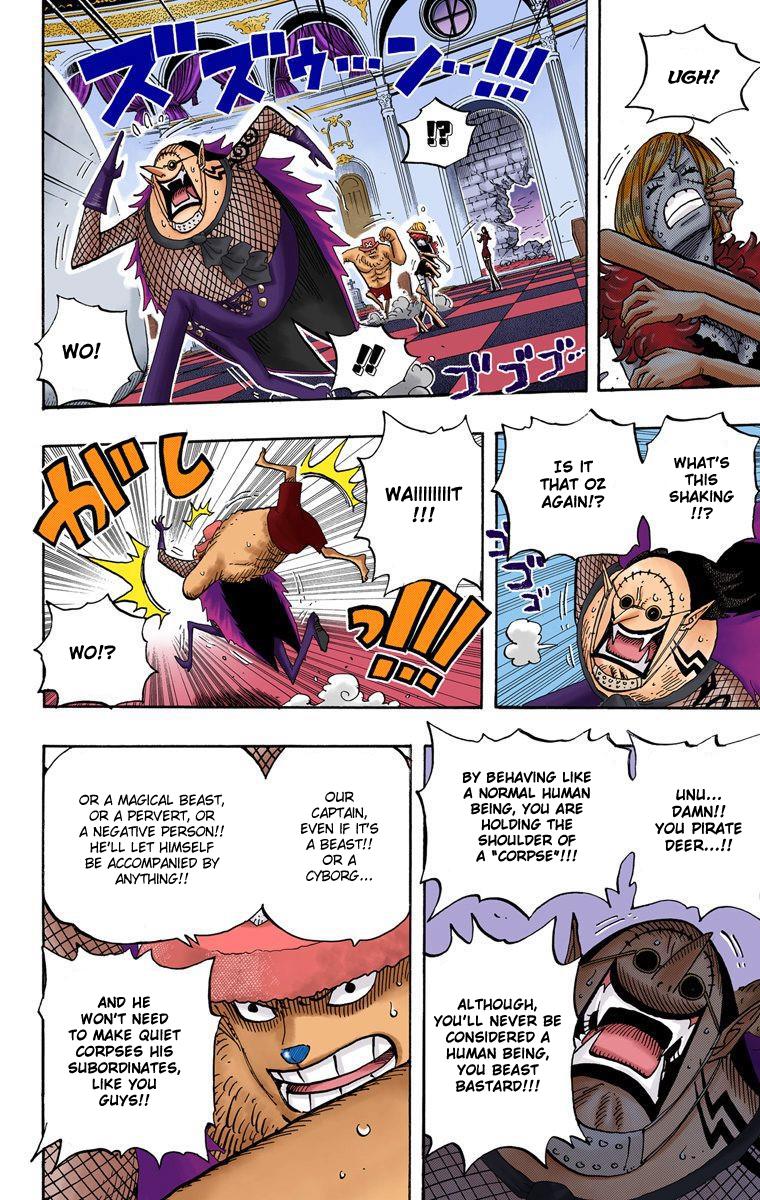 UGH!
ズズゥ…ン…!!!
!?
WO!
!!
ゴゴゴ…
WHAT'S
THIS
SHAKING
!!?
IS IT
THAT OZ
AGAIN!?
ゴゴゴ
WAIIIIIIIIT
!!!
ガシッ!!!
WO!?
UNU...
DAMN!!
YOU PIRATE
DEER...!!
BY BEHAVING LIKE
A NORMAL HUMAN
BEING, YOU ARE
HOLDING THE
SHOULDER OF
A "CORPSE"!!!
ALTHOUGH,
YOU'LL NEVER BE
CONSIDERED A
HUMAN BEING,
YOU BEAST
BASTARD!!!
OUR
CAPTAIN,
EVEN IF IT'S
A BEAST!!
OR A
CYBORG...
OR A MAGICAL BEAST,
OR A PERVERT, OR
A NEGATIVE PERSON!!
HE'LL LET HIMSELF
BE ACCOMPANIED BY
ANYTHING!!
AND HE
WON'T NEED
TO MAKE QUIET
CORPSES HIS
SUBORDINATES,
LIKE YOU
GUYS!!